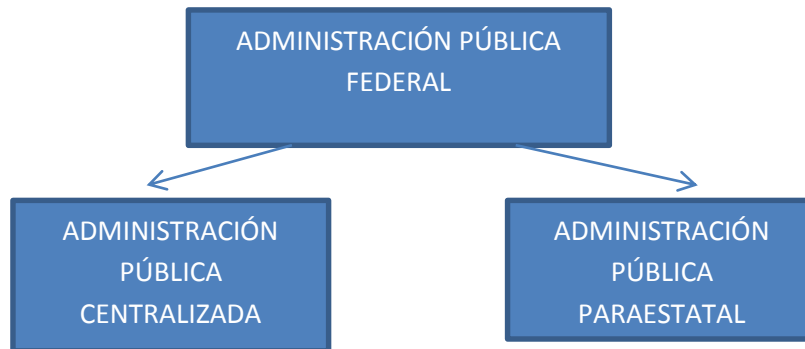 ADMINISTRACIÓN PÚBLICA
FEDERAL
ADMINISTRACIÓN
PÚBLICA
CENTRALIZADA
ADMINISTRACIÓN
PÚBLICA
PARAESTATAL